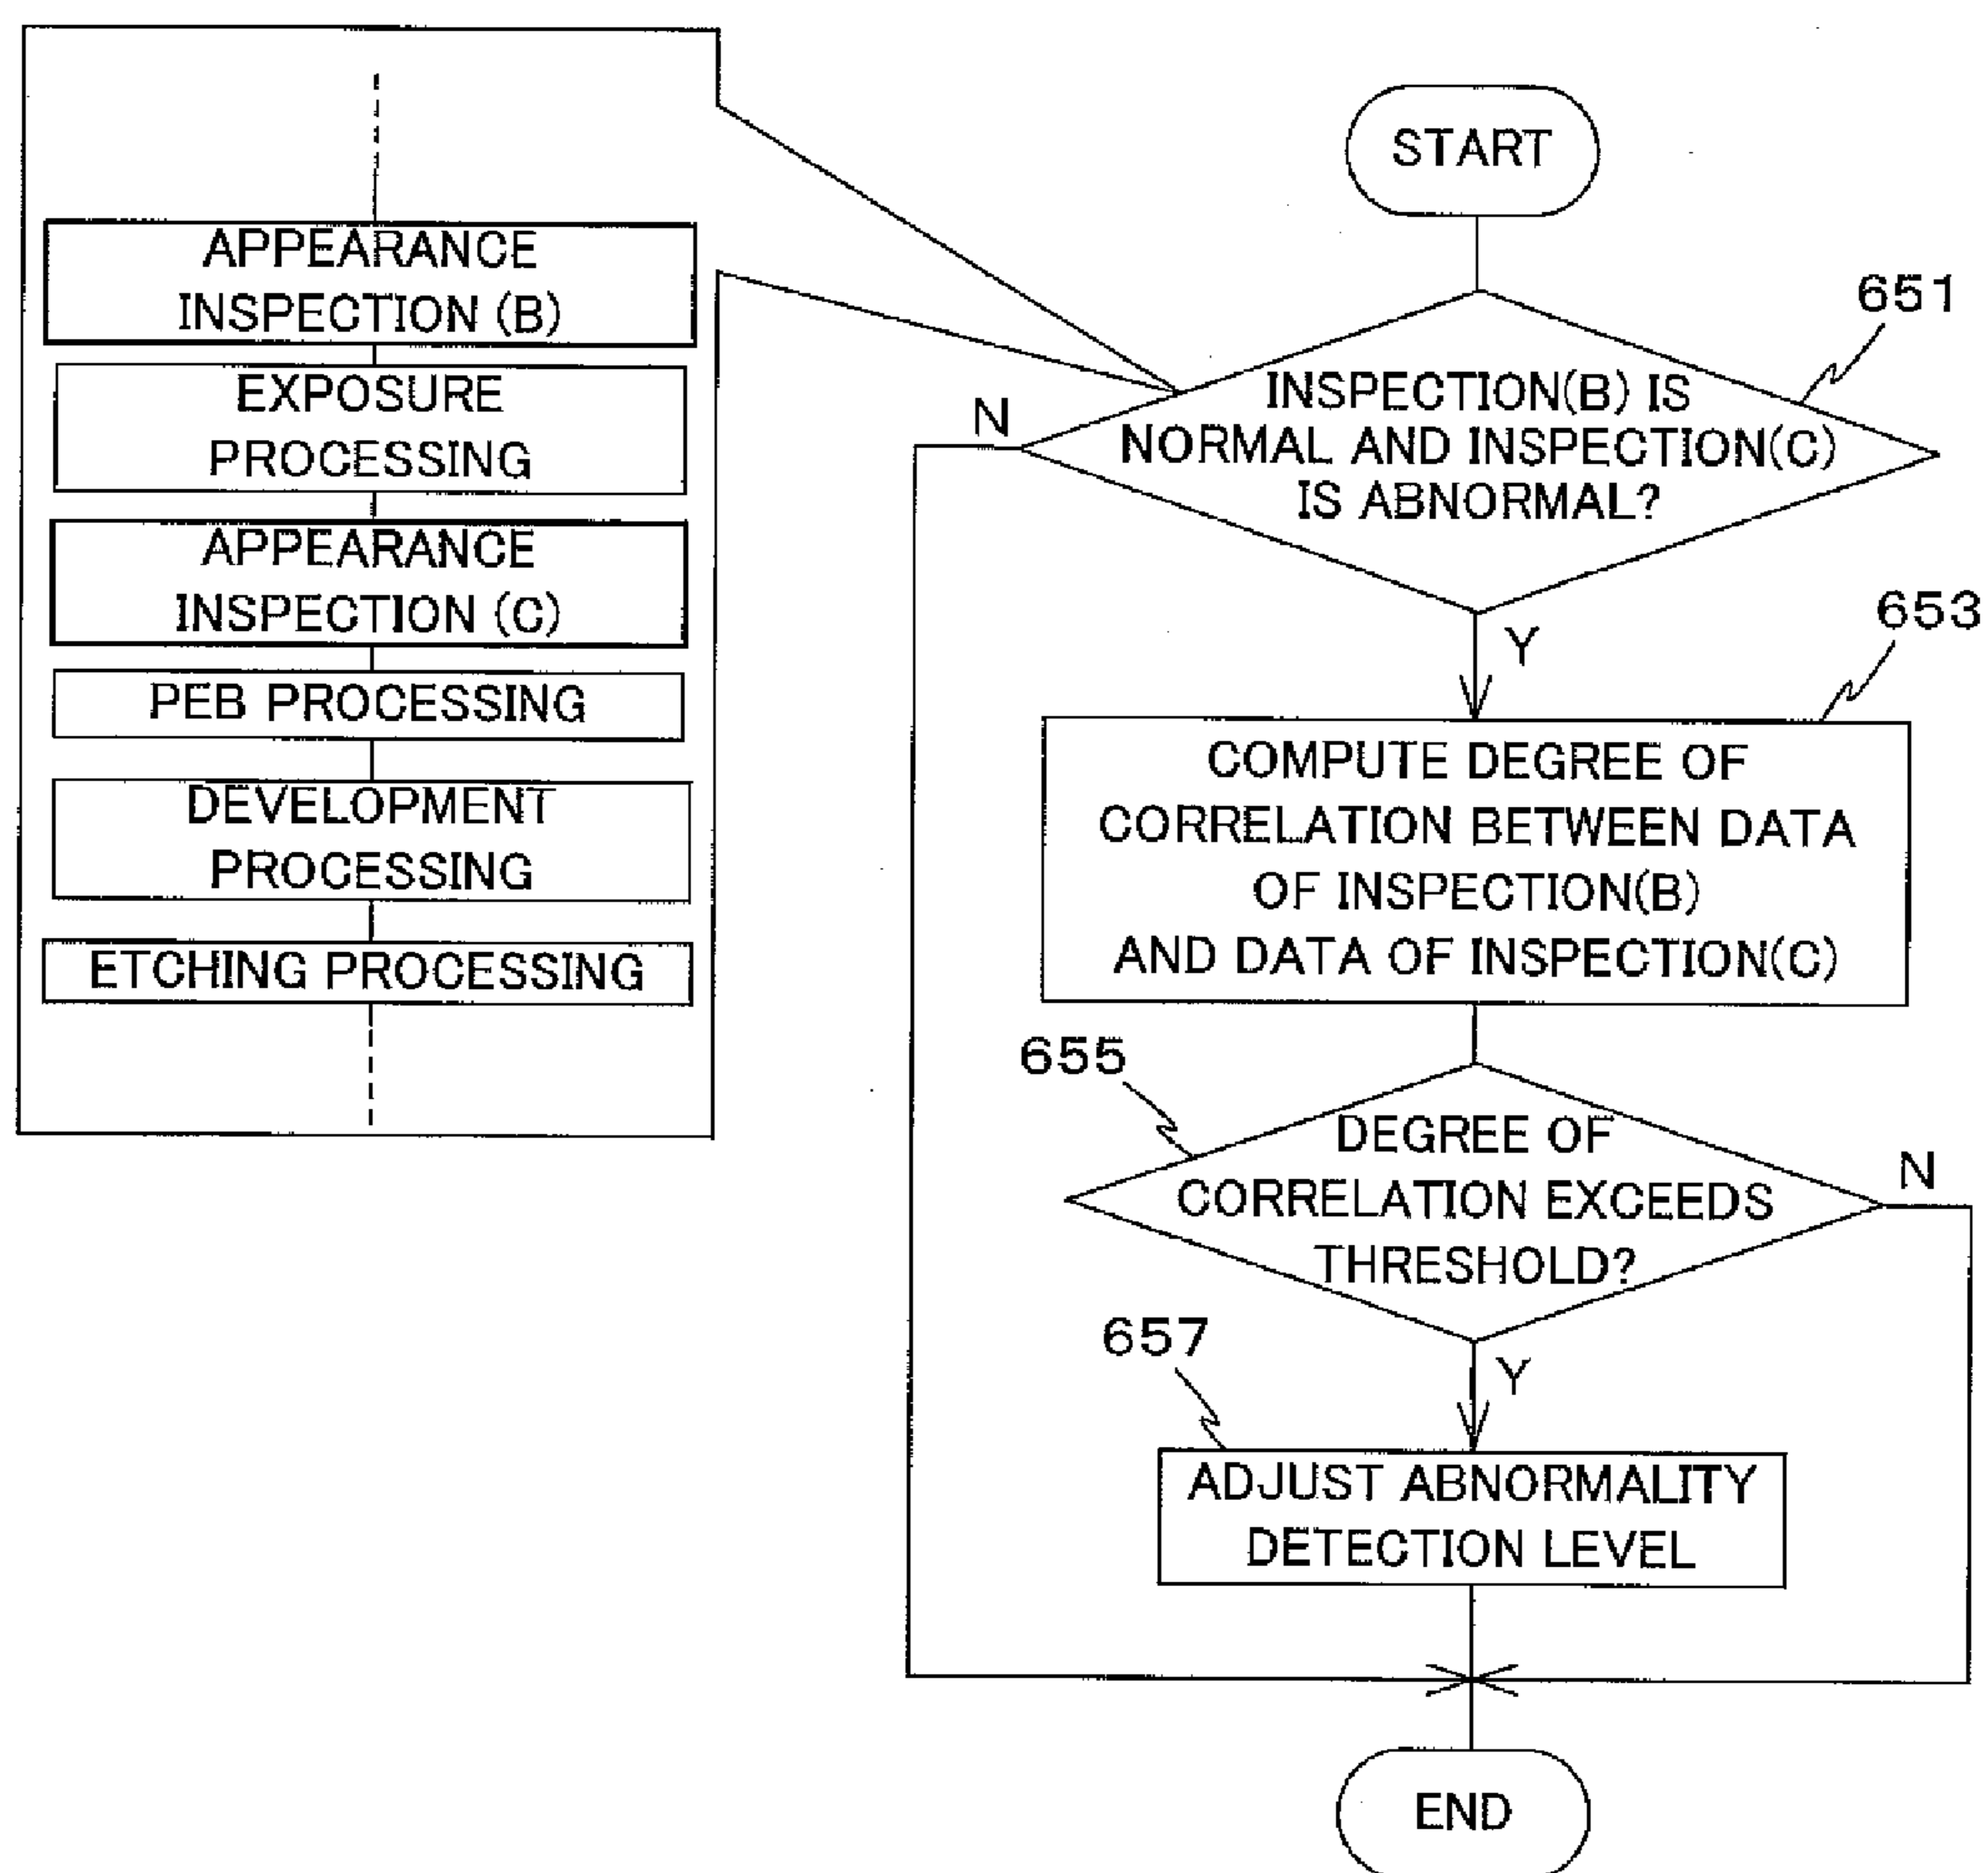 APPEARANCE
INSPECTION (B)
EXPOSURE
PROCESSING
APPEARANCE
INSPECTION (C)
PEB PROCESSING
DEVELOPMENT
PROCESSING
ETCHING PROCESSING
START
651
INSPECTION(B) IS
NORMAL AND INSPECTION(C)
IS ABNORMAL?
N
Y
653
COMPUTE DEGREE OF
CORRELATION BETWEEN DATA
OF INSPECTION(B)
AND DATA OF INSPECTION(C)
655
DEGREE OF
CORRELATION EXCEEDS
THRESHOLD?
N
Y
657
ADJUST ABNORMALITY
DETECTION LEVEL
END